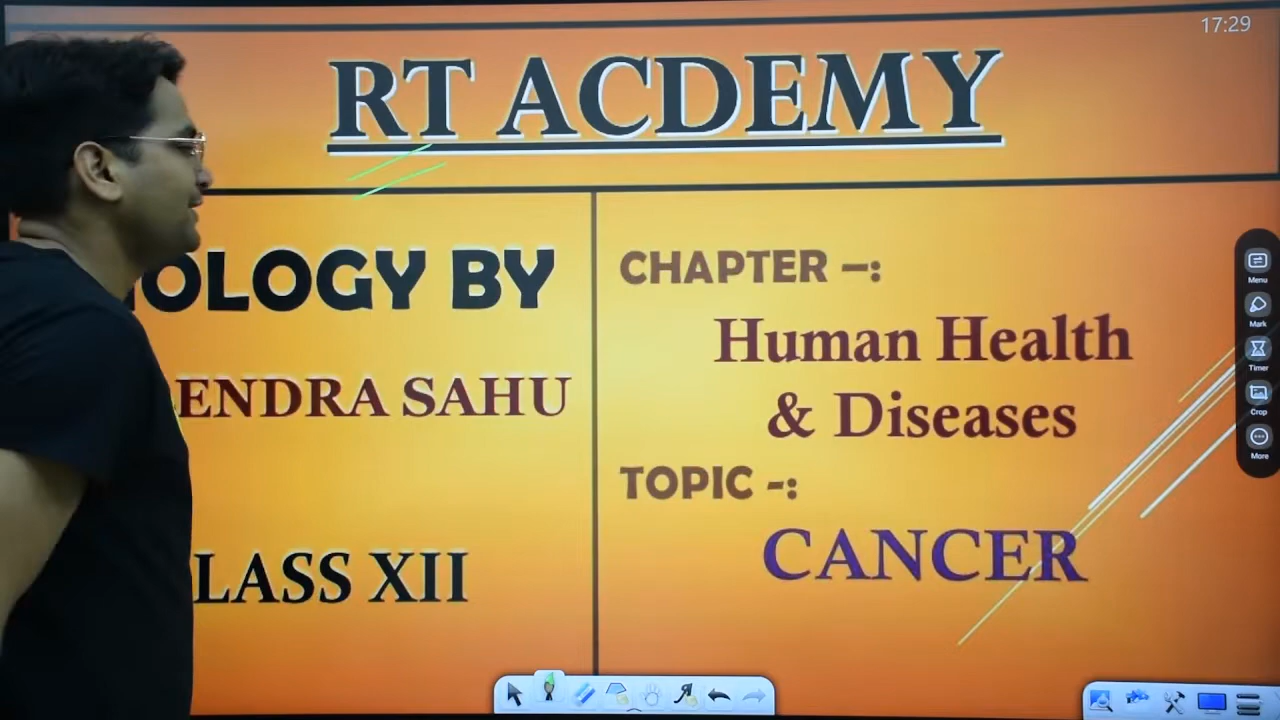 17:29
RT ACDEMY
OLOGY BY
ENDRA SAHU
LASS XII
CHAPTER –:
Human Health
& Diseases
TOPIC -:
CANCER
Menu
Mark
Timer
Crop
More